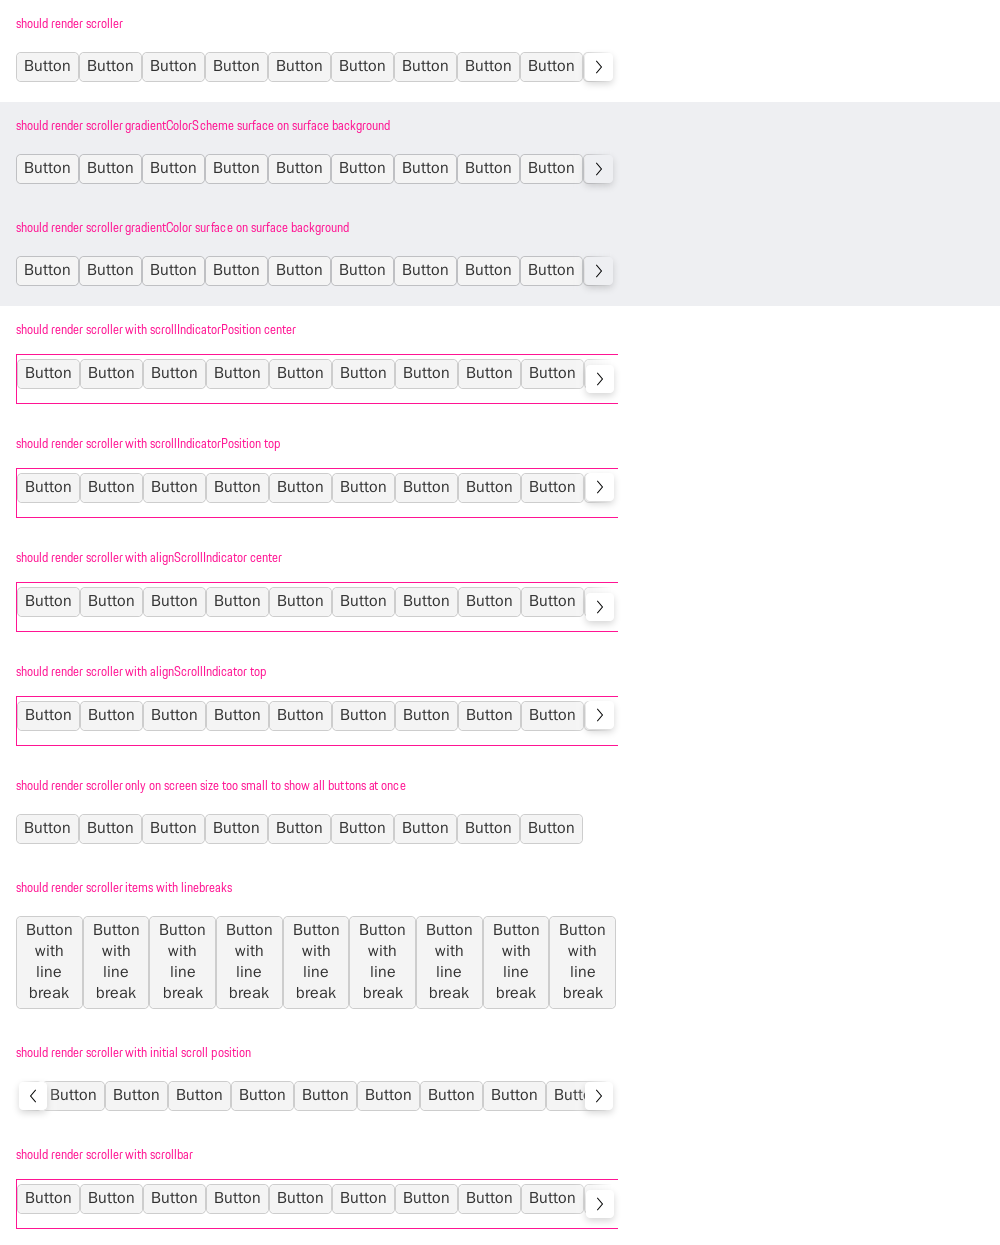 should render scroller
Button Button Button Button Button Button Button Button Button
should render scroller gradientColorScheme surface on surface background
Button Button Button Button Button Button Button Button Button
should render scroller gradientColor surface on surface background
Button Button Button Button Button Button Button Button Button
should render scroller with scrollIndicatorPosition center
Button Button Button Button Button Button Button Button Button
should render scroller with scrollIndicatorPosition top
Button Button Button Button Button Button Button Button Button
should render scroller with alignScrollIndicator center
Button Button Button Button Button Button Button Button Button
should render scroller with alignScrollIndicator top
Button Button Button Button Button Button Button Button Button
should render scroller only on screen size too small to show all buttons at once
Button Button Button Button Button Button Button Button Button
should render scroller items with linebreaks
Button Button Button Button Button Button Button Button Button
with with with with with with with with with
line line line line line line line line line
break break break break break break break break break
should render scroller with initial scroll position
Button Button Button Button Button Button Button Button Butto
should render scroller with scrollbar
Button Button Button Button Button Button Button Button Button